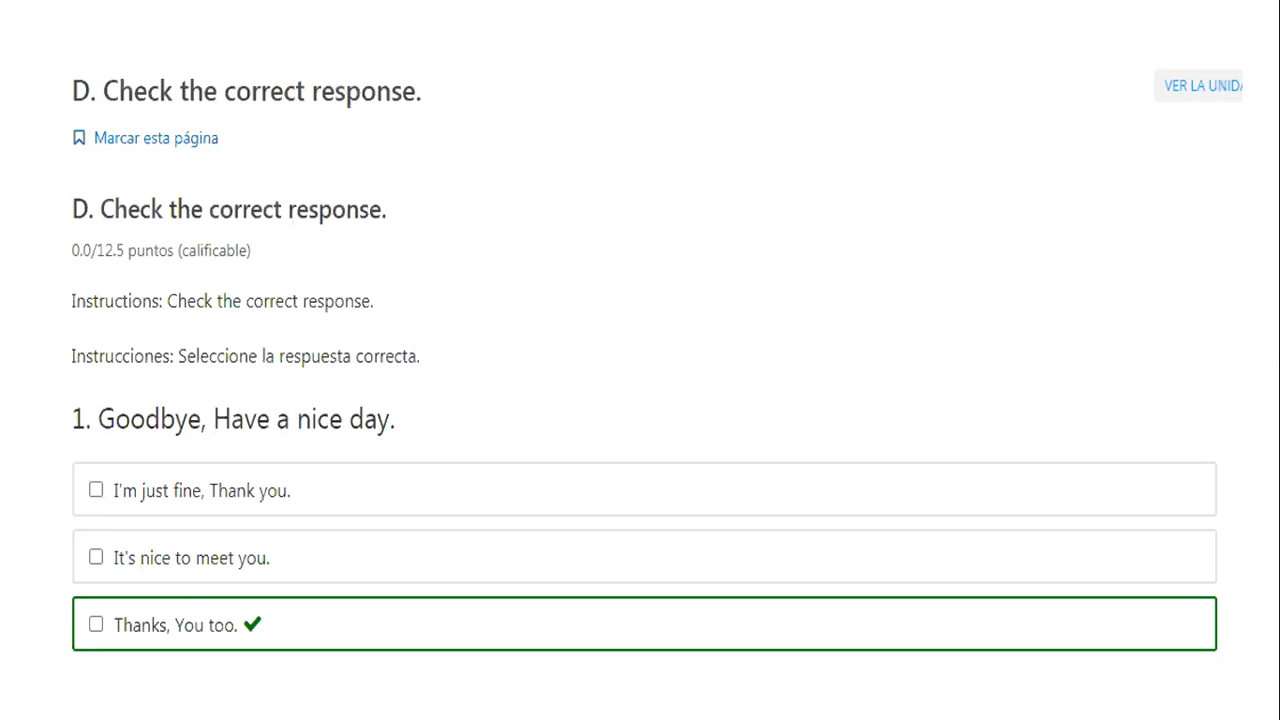 D. Check the correct response.
VER LA UNIDA
Marcar esta página
D. Check the correct response.
0.0/12.5 puntos (calificable)
Instructions: Check the correct response.
Instrucciones: Seleccione la respuesta correcta.
1. Goodbye, Have a nice day.
I'm just fine, Thank you.
It's nice to meet you.
Thanks, You too.